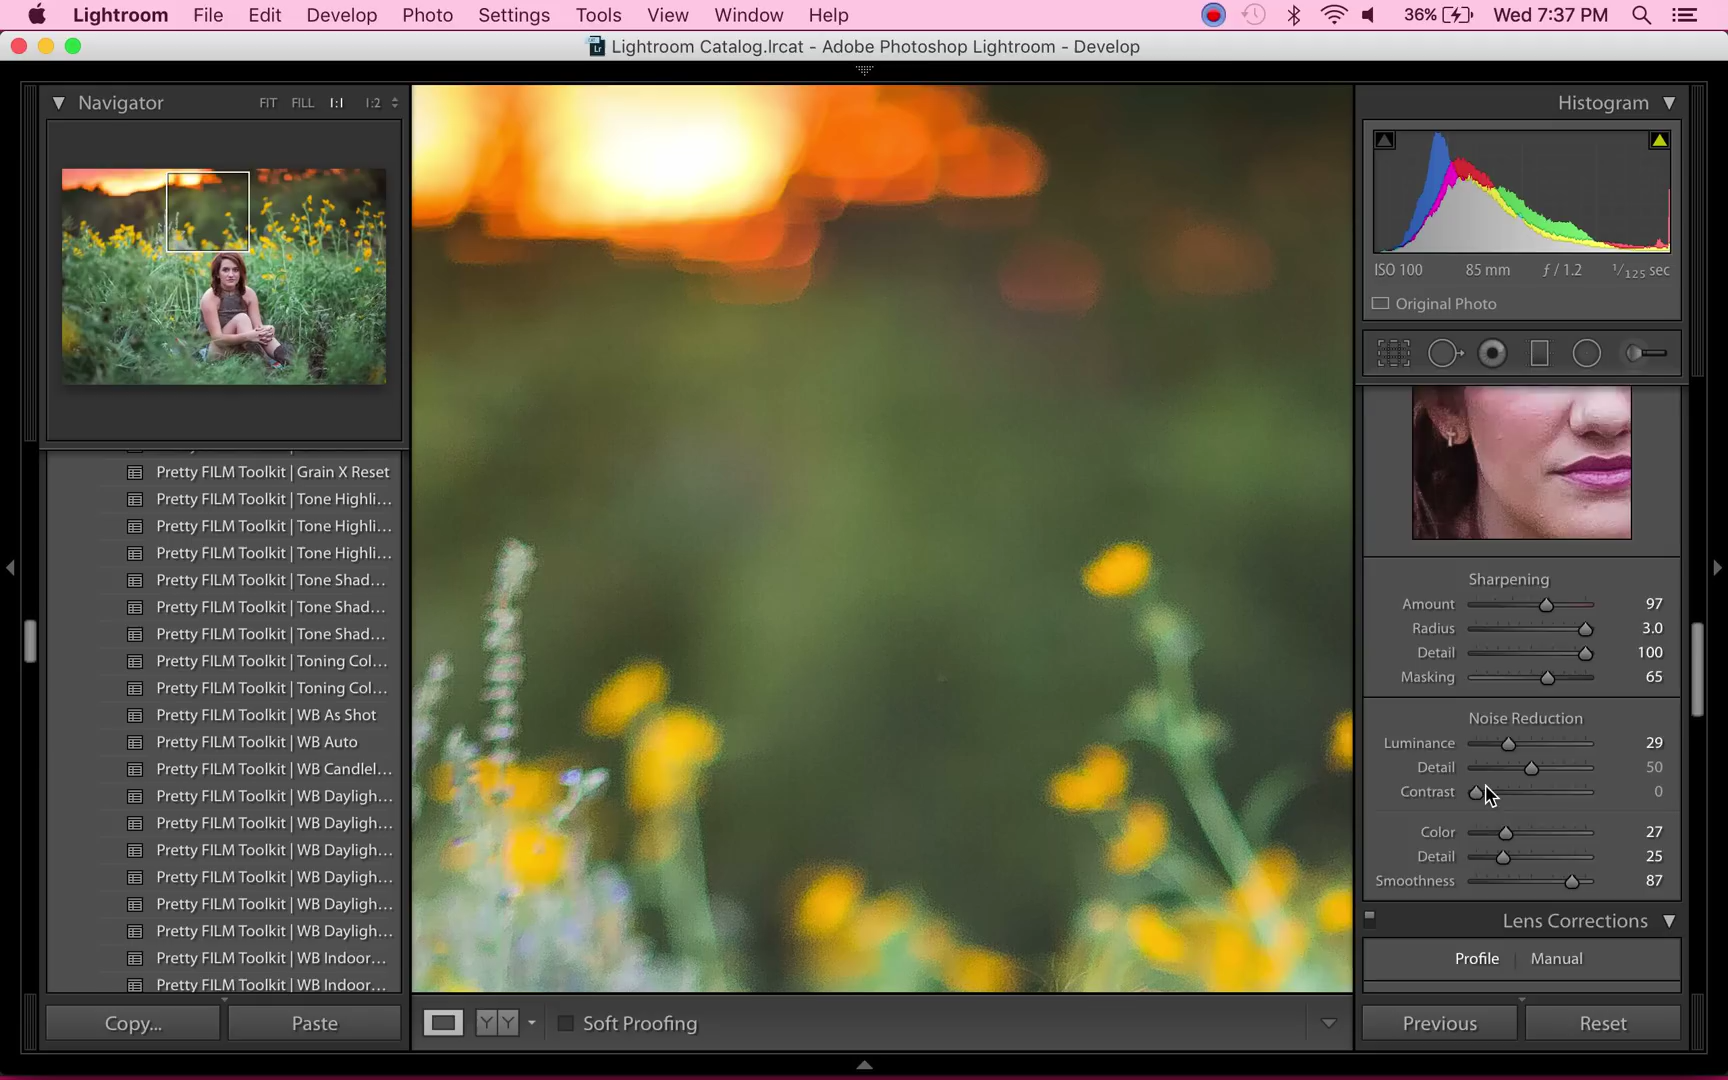 Lightroom File Edit Develop Photo Settings Tools View Window Help 36% Wed 7:37 PM
Lightroom Catalog.lrcat - Adobe Photoshop Lightroom - Develop
Navigator FIT FILL 1:1 1:2
Pretty FILM Toolkit | Grain X Reset
Pretty FILM Toolkit | Tone Highli...
Pretty FILM Toolkit | Tone Highli...
Pretty FILM Toolkit | Tone Highli...
Pretty FILM Toolkit | Tone Shad...
Pretty FILM Toolkit | Tone Shad...
Pretty FILM Toolkit | Tone Shad...
Pretty FILM Toolkit | Toning Col...
Pretty FILM Toolkit | Toning Col...
Pretty FILM Toolkit | WB As Shot
Pretty FILM Toolkit | WB Auto
Pretty FILM Toolkit | WB Candlel...
Pretty FILM Toolkit | WB Dayligh...
Pretty FILM Toolkit | WB Dayligh...
Pretty FILM Toolkit | WB Dayligh...
Pretty FILM Toolkit | WB Dayligh...
Pretty FILM Toolkit | WB Dayligh...
Pretty FILM Toolkit | WB Dayligh...
Pretty FILM Toolkit | WB Indoor...
Pretty FILM Toolkit | WB Indoor...
Copy... Paste
Y Y Soft Proofing
Histogram
ISO 100 85 mm ƒ / 1.2 1/125 sec
Original Photo
Sharpening
Amount 97
Radius 3.0
Detail 100
Masking 65
Noise Reduction
Luminance 29
Detail 50
Contrast 0
Color 27
Detail 25
Smoothness 87
Lens Corrections
Profile | Manual
Previous Reset